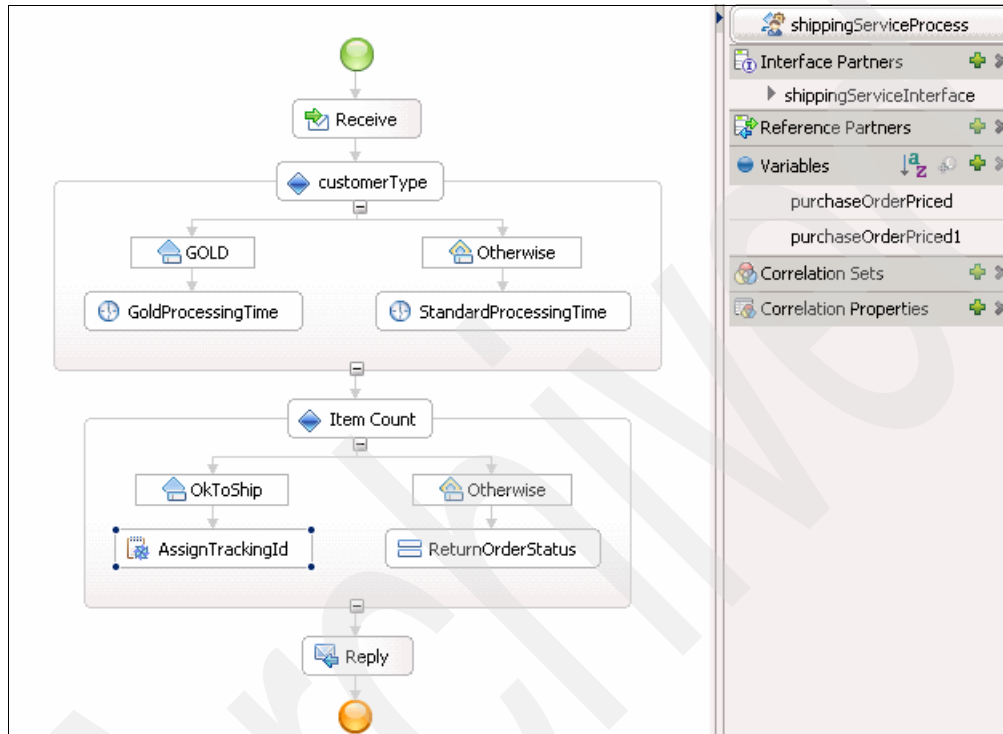 Receive
customerType
GOLD
Otherwise
GoldProcessingTime
StandardProcessingTime
Item Count
OkToShip
Otherwise
AssignTrackingId
ReturnOrderStatus
Reply
shippingServiceProcess
Interface Partners
shippingServiceInterface
Reference Partners
Variables
purchaseOrderPriced
purchaseOrderPriced1
Correlation Sets
Correlation Properties